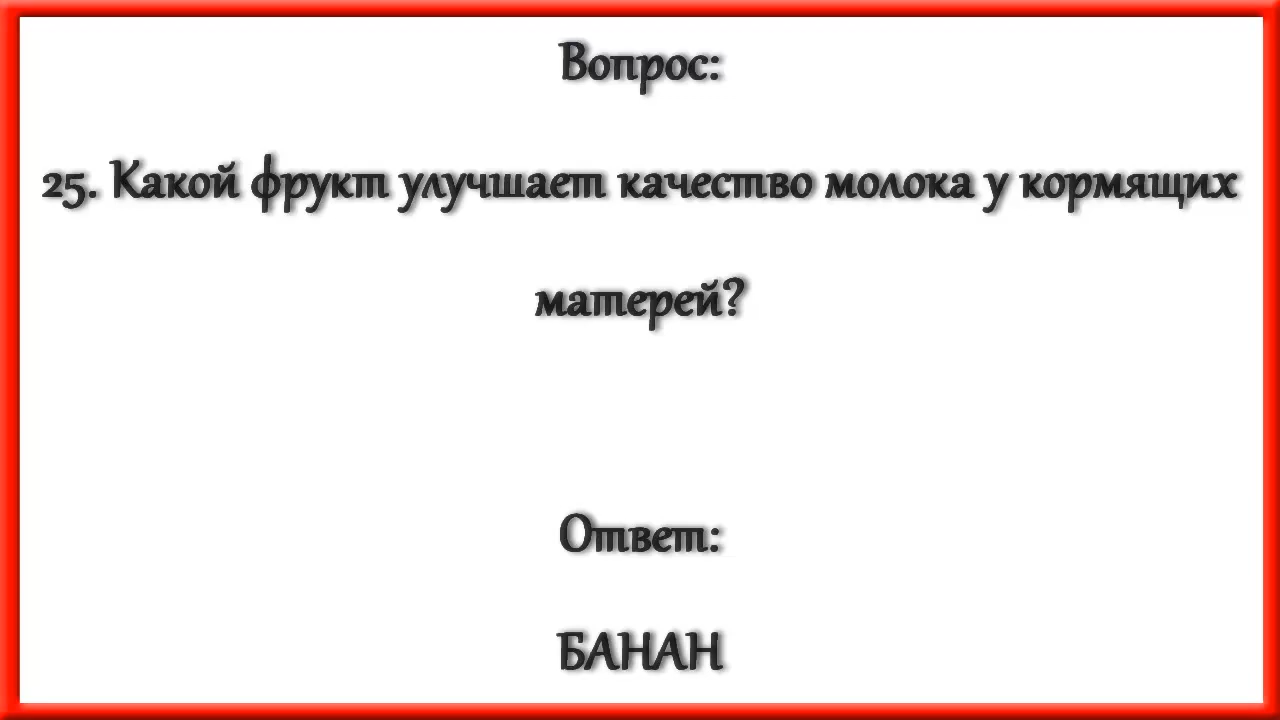 Вопрос:
25. Какой фрукт улучшает качество молока у кормящих
матерей?
Ответ:
БАНАН